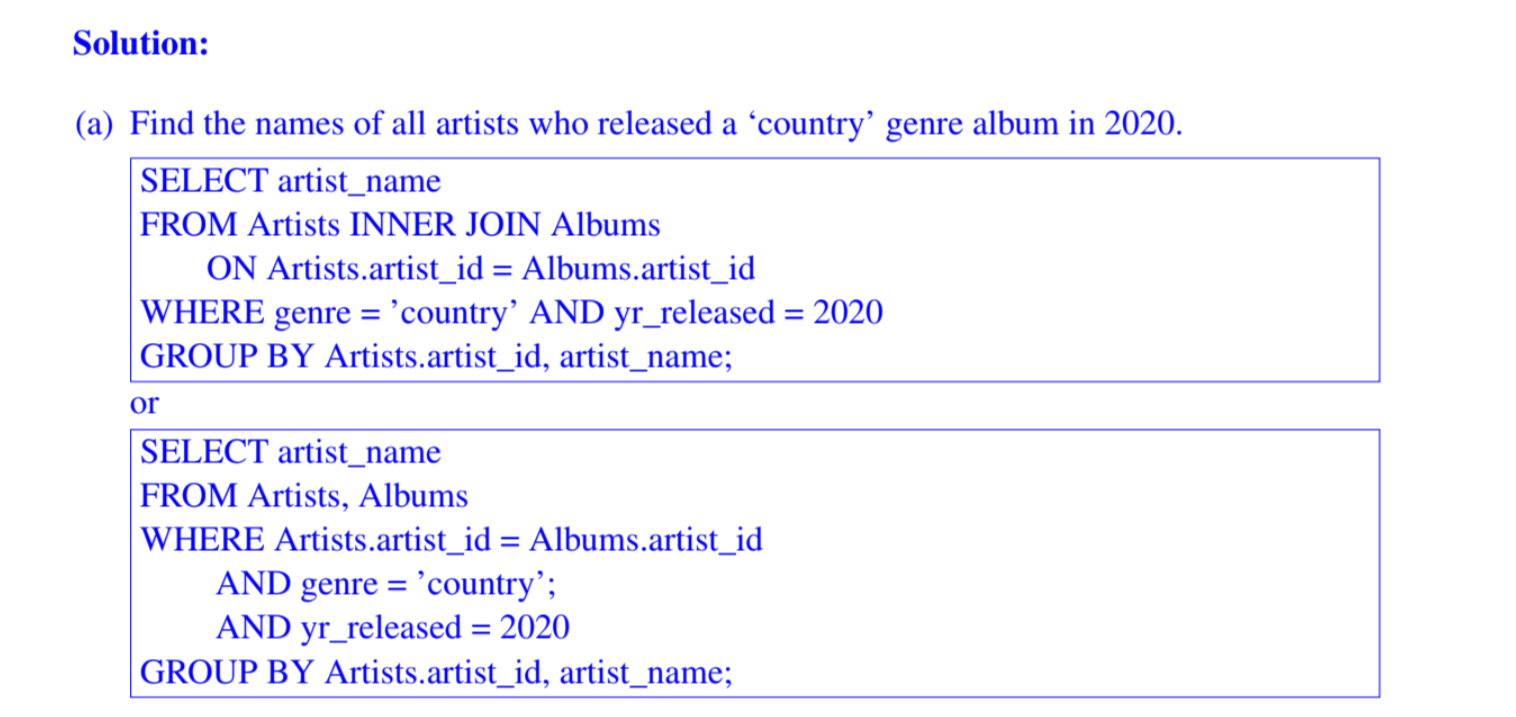 Solution:
(a) Find the names of all artists who released a ‘country’ genre album in 2020.
SELECT artist_name
FROM Artists INNER JOIN Albums
ON Artists.artist_id = Albums.artist_id
WHERE genre = ’country’ AND yr_released = 2020
GROUP BY Artists.artist_id, artist_name;
or
SELECT artist_name
FROM Artists, Albums
WHERE Artists.artist_id = Albums.artist_id
AND genre = ’country’;
AND yr_released = 2020
GROUP BY Artists.artist_id, artist_name;